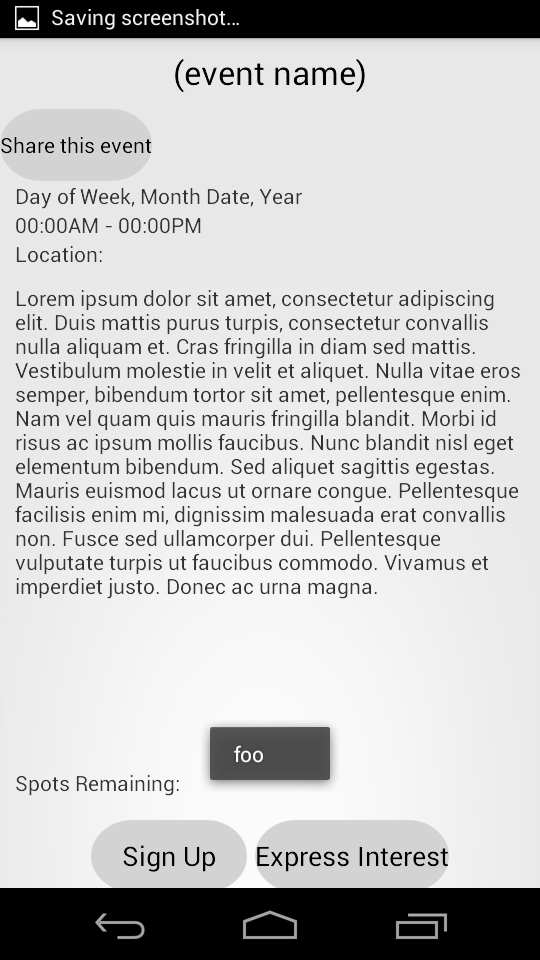 Saving screenshot...
(event name)
Share this event
Day of Week, Month Date, Year
00:00AM - 00:00PM
Location:
Lorem ipsum dolor sit amet, consectetur adipiscing
elit. Duis mattis purus turpis, consectetur convallis
nulla aliquam et. Cras fringilla in diam sed mattis.
Vestibulum molestie in velit et aliquet. Nulla vitae eros
semper, bibendum tortor sit amet, pellentesque enim.
Nam vel quam quis mauris fringilla blandit. Morbi id
risus ac ipsum mollis faucibus. Nunc blandit nisl eget
elementum bibendum. Sed aliquet sagittis egestas.
Mauris euismod lacus ut ornare congue. Pellentesque
facilisis enim mi, dignissim malesuada erat convallis
non. Fusce sed ullamcorper dui. Pellentesque
vulputate turpis ut faucibus commodo. Vivamus et
imperdiet justo. Donec ac urna magna.
foo
Spots Remaining:
Sign Up
Express Interest